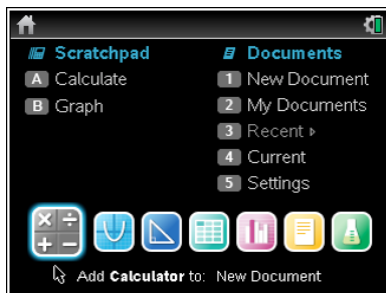 Scratchpad
A Calculate
B Graph
Documents
1 New Document
2 My Documents
3 Recent ▹
4 Current
5 Settings
Add Calculator to: New Document